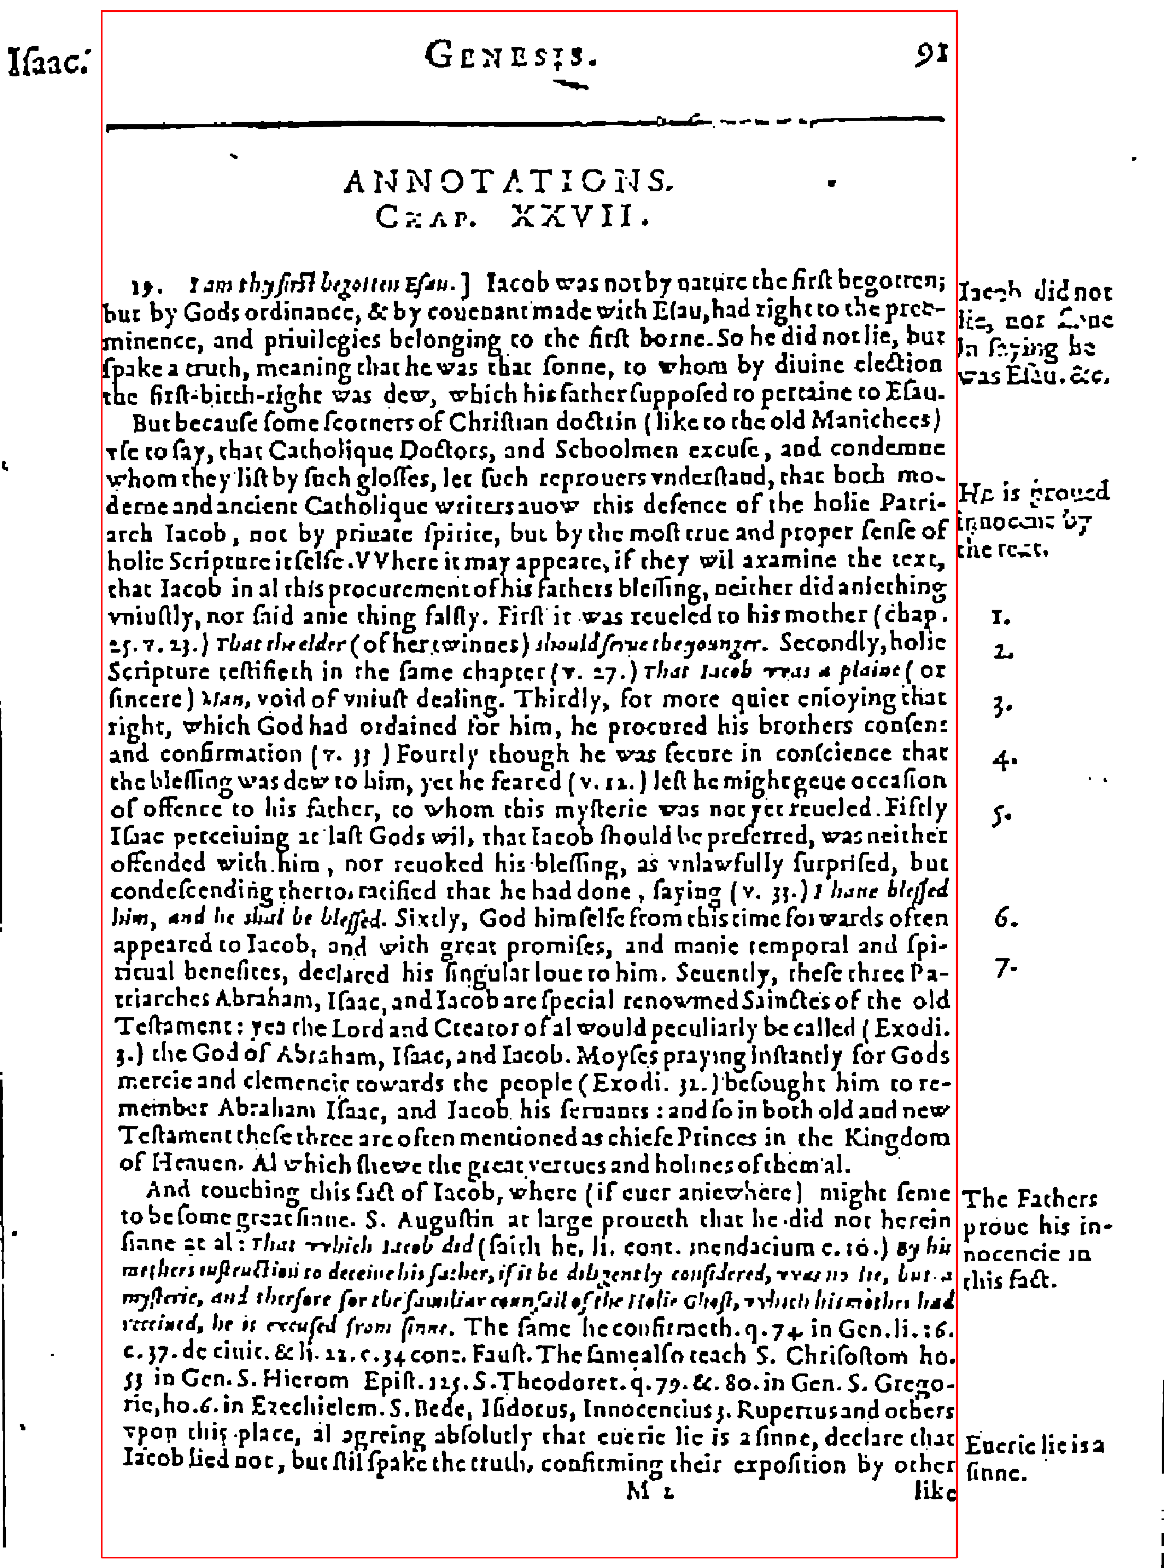 Iſaac.
GENESIS. 91
ANNOTATIONS.
CHAP. XXVII.
19. I am thy firſt begotten Eſau.] Iacob was not by nature the firſt begotten;
but by Gods ordinance, & by couenant made with Eſau, had right to the pree-
minence, and priuilegies belonging to the firſt borne. So he did not lie, but
ſpake a truth, meaning that he was that ſonne, to whom by diuine election
the firſt-birth-right was dew, which his father ſuppoſed to pertaine to Eſau.
Iacob did not
lie, nor ſinne
in ſaying he
was Eſau. &c.
But becauſe ſome ſcorners of Chriſtian doctrin (like to the old Manichees)
vſe to ſay, that Catholique Doctors, and Schoolmen excuſe, and condemne
whom they liſt by ſuch gloſſes, let ſuch reprouers vnderſtand, that both mo-
derne and ancient Catholique writers auow this defence of the holie Patri-
arch Iacob, not by priuate ſpirite, but by the moſt true and proper ſenſe of
holie Scripture itſelfe. VVhere it may appeare, if they wil axamine the text,
that Iacob in al this procurement of his fathers bleſſing, neither did aniething
vniuſtly, nor ſaid anie thing falſly. Firſt it was reueled to his mother (chap.
25. v. 23.) That the elder (of her twinnes) should ſerue the younger. Secondly, holie
Scripture teſtifieth in the ſame chapter (v. 27.) That Iacob vvas a plaine (or
ſincere) Man, void of vniuſt dealing. Thirdly, for more quiet enioying that
right, which God had ordained for him, he procured his brothers conſent
and confirmation (v. 33) Fourtly though he was ſecure in conſcience that
the bleſſing was dew to him, yet he feared (v. 12.) leſt he might geue occaſion
of offence to his father, to whom this myſterie was not yet reueled. Fiftly
Iſaac perceiuing at laſt Gods wil, that Iacob ſhould be preferred, was neither
offended with him, nor reuoked his bleſſing, as vnlawfully ſurpriſed, but
condeſcending therto, ratified that he had done, ſaying (v. 33.) I haue bleſſed
him, and he shal be bleſſed. Sixtly, God himſelfe from this time forwards often
appeared to Iacob, and with great promiſes, and manie temporal and ſpi-
ritual benefites, declared his ſingular loue to him. Seuently, theſe three Pa-
triarches Abraham, Iſaac, and Iacob are ſpecial renowmed Sainctes of the old
Teſtament: yea the Lord and Creator of al would peculiarly be called (Exodi.
3.) the God of Abraham, Iſaac, and Iacob. Moyſes praying inſtantly for Gods
mercie and clemencie towards the people (Exodi. 32.) beſought him to re-
member Abraham Iſaac, and Iacob his ſeruants: and ſo in both old and new
Teſtament theſe three are often mentioned as chiefe Princes in the Kingdom
of Heauen. Al which ſhewe the great vertues and holines of them al.
He is proued
innocent by
the text.
1.
2.
3.
4.
5.
6.
7.
And touching this fact of Iacob, where (if euer aniewhere) might ſeme
to be ſome great ſinne. S. Auguſtin at large proueth that he did not herein
ſinne at al: That vvhich Iacob did (ſaith he, li. cont. mendacium c. 10.) By his
mothers inſtruction to deceiue his father, if it be diligently conſidered, vvas no lie, but a
myſterie, and therfore for the familiar counſail of the Holie Ghoſt, vvhich his mother had
receiued, he is excuſed from ſinne. The ſame he confirmeth. q. 74 in Gen. li. 16.
c. 37. de ciuit. & li. 22. c. 34 cont. Fauſt. The ſame alſo teach S. Chriſoſtom ho.
53 in Gen. S. Hierom Epiſt. 125. S. Theodoret. q. 79. &. 80. in Gen. S. Grego-
rie, ho. 6. in Ezechielem. S. Bede, Iſidorus, Innocentius 3. Rupertus and others
vpon this place, al agreing abſolutly that euerie lie is a ſinne, declare that
Iacob lied not, but ſtil ſpake the truth, confirming their expoſition by other
The Fathers
proue his in-
nocencie in
this fact.
Euerie lie is a
ſinne.
M 2 like